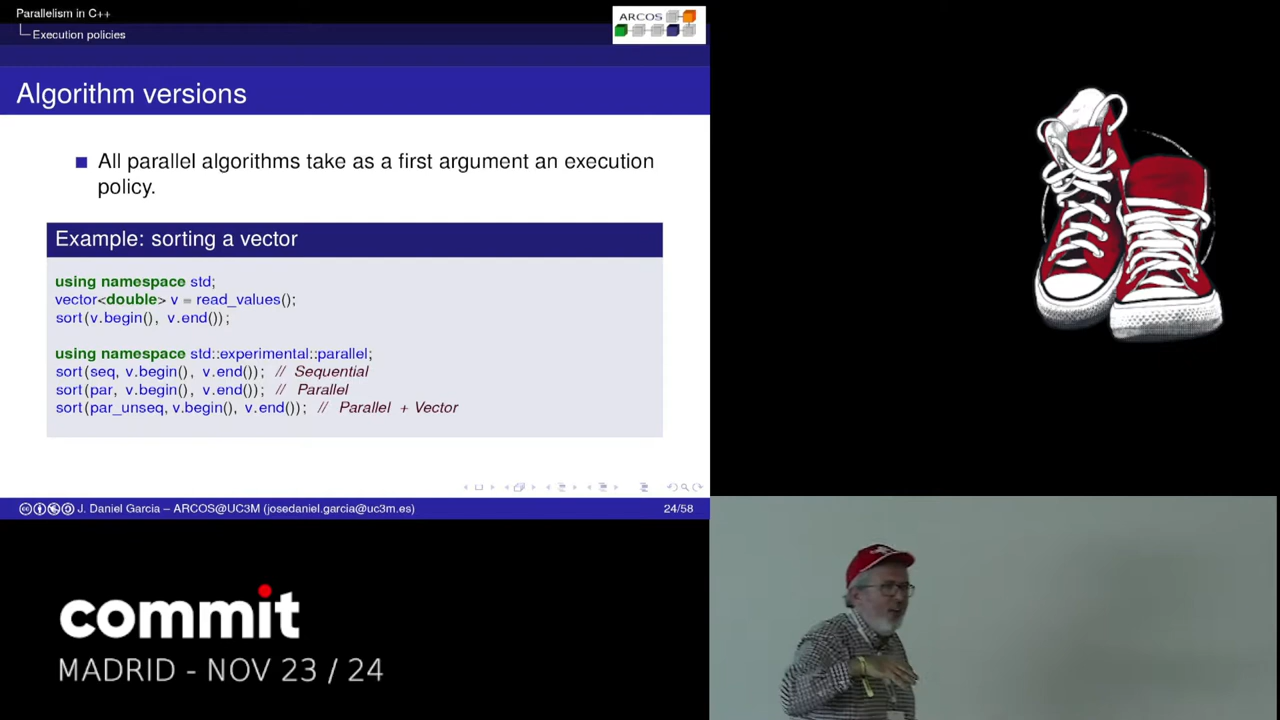 Parallelism in C++
Execution policies
ARCOS
Algorithm versions
All parallel algorithms take as a first argument an execution
policy.
Example: sorting a vector
using namespace std;
vector<double> v = read_values();
sort(v.begin(), v.end());
using namespace std::experimental::parallel;
sort(seq, v.begin(), v.end()); // Sequential
sort(par, v.begin(), v.end()); // Parallel
sort(par_unseq, v.begin(), v.end()); // Parallel + Vector
J. Daniel Garcia – ARCOS@UC3M (josedaniel.garcia@uc3m.es)
24/58
commit
MADRID - NOV 23 / 24